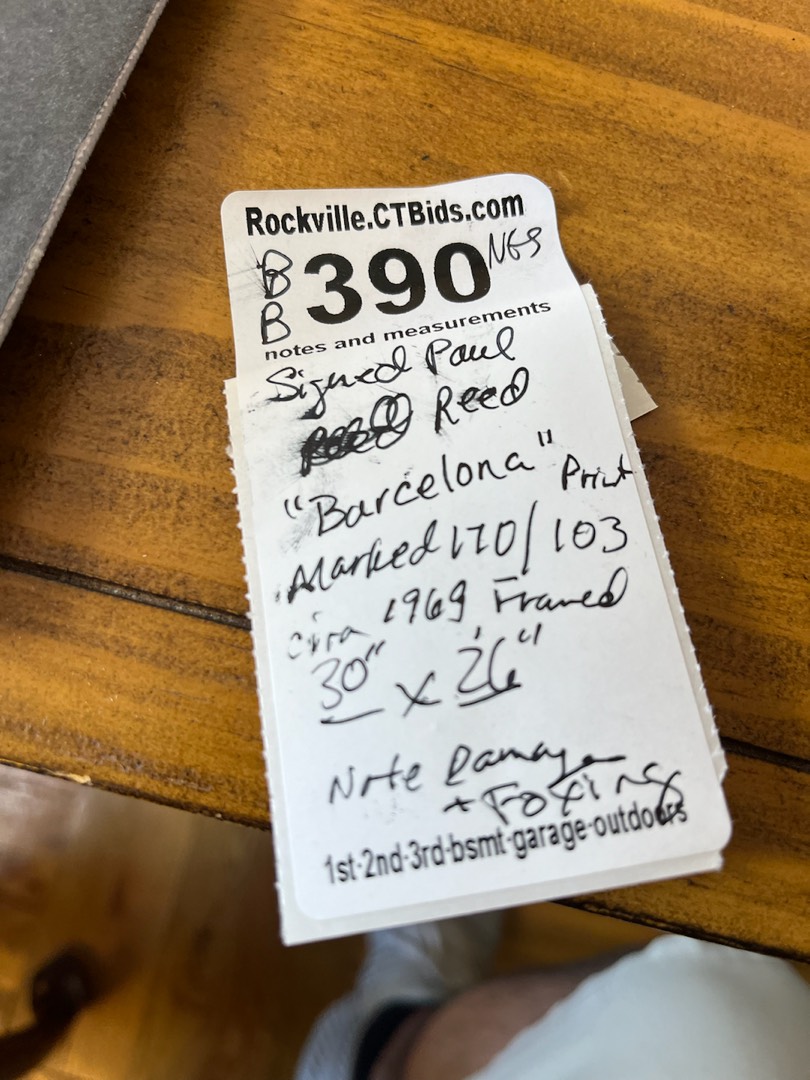 Rockville.CTBids.com
B 390
B
notes and measurements
Signed Paul
Reed
"Barcelona" Print
Marked 170/103
circa 1969 Framed
30" x 26"
Note Damage
+ Foxing
1st-2nd-3rd-bsmt-garage-outdoors